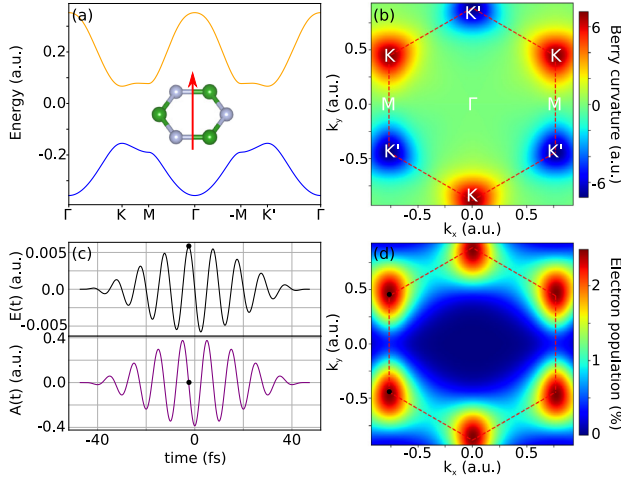 (a)
Energy (a.u.)
0.2
0.0
-0.2
Γ K M Γ -M K' Γ
(b)
k_y (a.u.)
0.5
0.0
-0.5
-0.5 0.0 0.5
k_x (a.u.)
K'
K K
M Γ M
K' K'
K
Berry curvature (a.u.)
6
3
0
-3
-6
(c)
E(t) (a.u.)
0.005
0.0
-0.005
A(t) (a.u.)
0.4
0.0
-0.4
-40 0 40
time (fs)
(d)
k_y (a.u.)
0.5
0.0
-0.5
-0.5 0.0 0.5
k_x (a.u.)
Electron population (%)
2
1
0